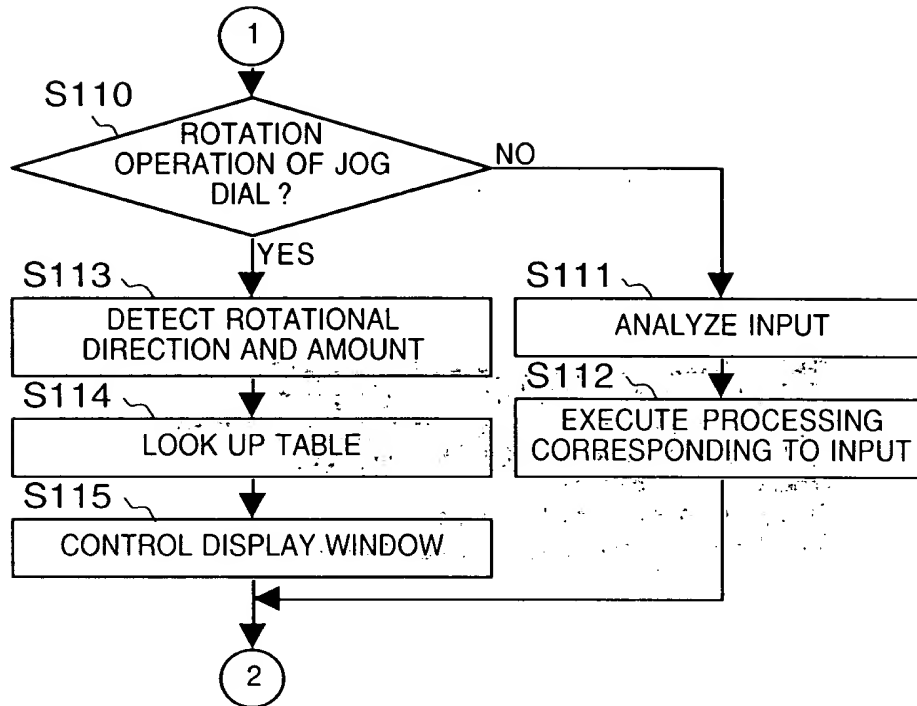 1
S110
ROTATION
OPERATION OF JOG
DIAL ?
NO
YES
S113
DETECT ROTATIONAL
DIRECTION AND AMOUNT
S111
ANALYZE INPUT
S114
LOOK UP TABLE
S112
EXECUTE PROCESSING
CORRESPONDING TO INPUT
S115
CONTROL DISPLAY WINDOW
2